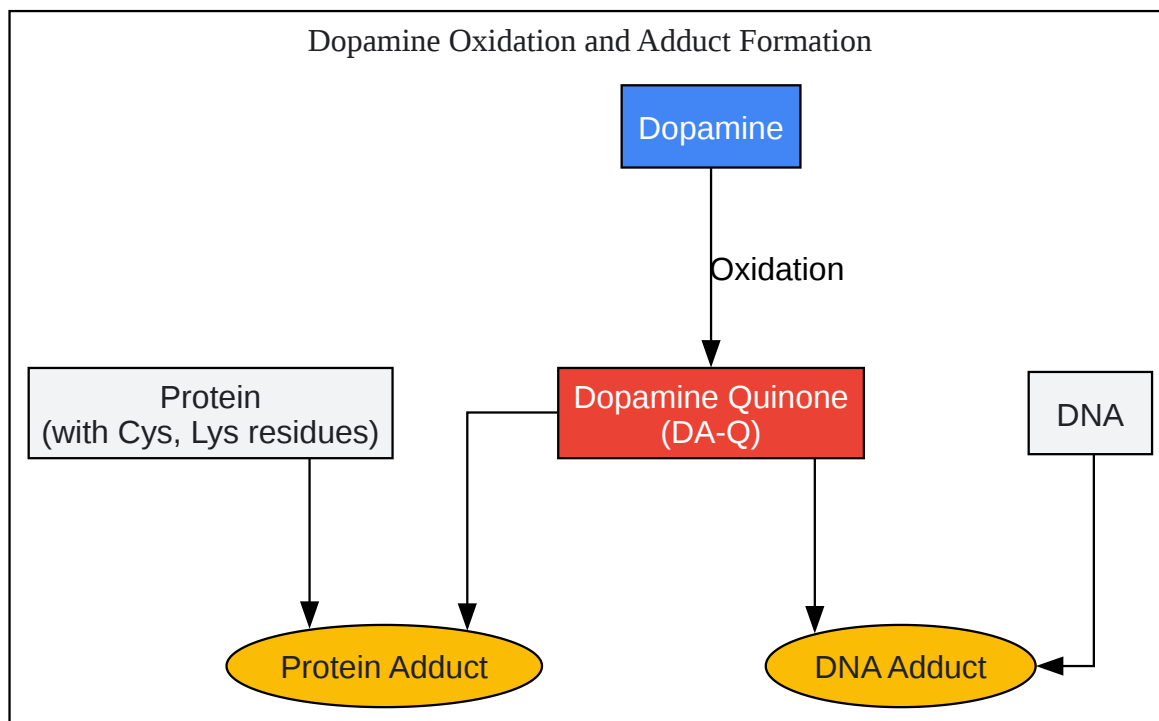 Dopamine Oxidation and Adduct Formation
Dopamine
Oxidation
Protein
(with Cys, Lys residues)
Dopamine Quinone
(DA-Q)
DNA
Protein Adduct
DNA Adduct